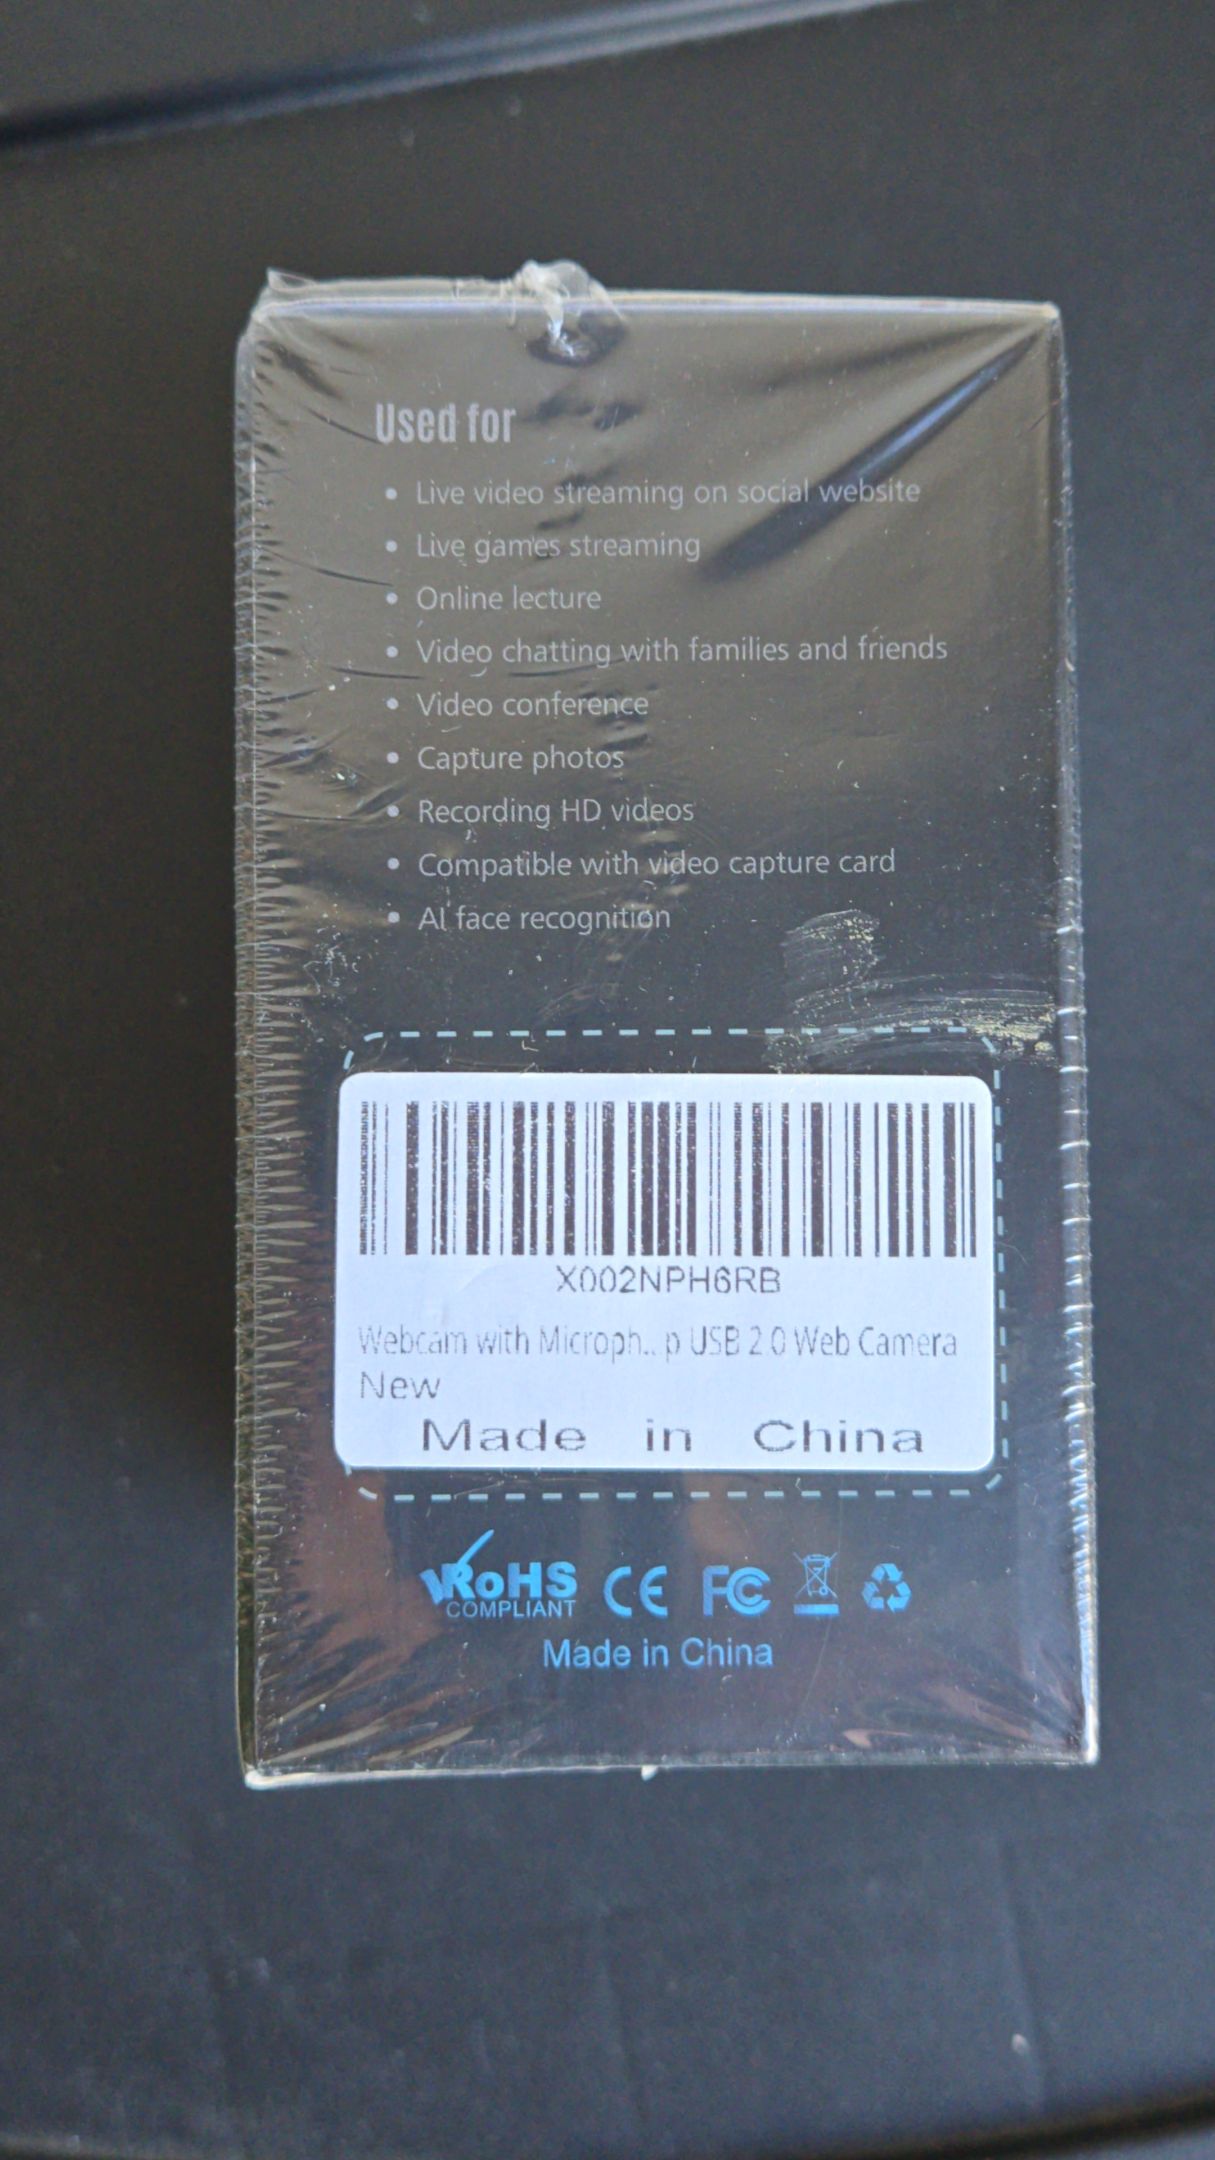 Used for
• Live video streaming on social website
• Live games streaming
• Online lecture
• Video chatting with families and friends
• Video conference
• Capture photos
• Recording HD videos
• Compatible with video capture card
• AI face recognition
X002NPH6RB
Webcam with Microph...p USB 2.0 Web Camera
New
Made in China
RoHS CE FC
COMPLIANT
Made in China